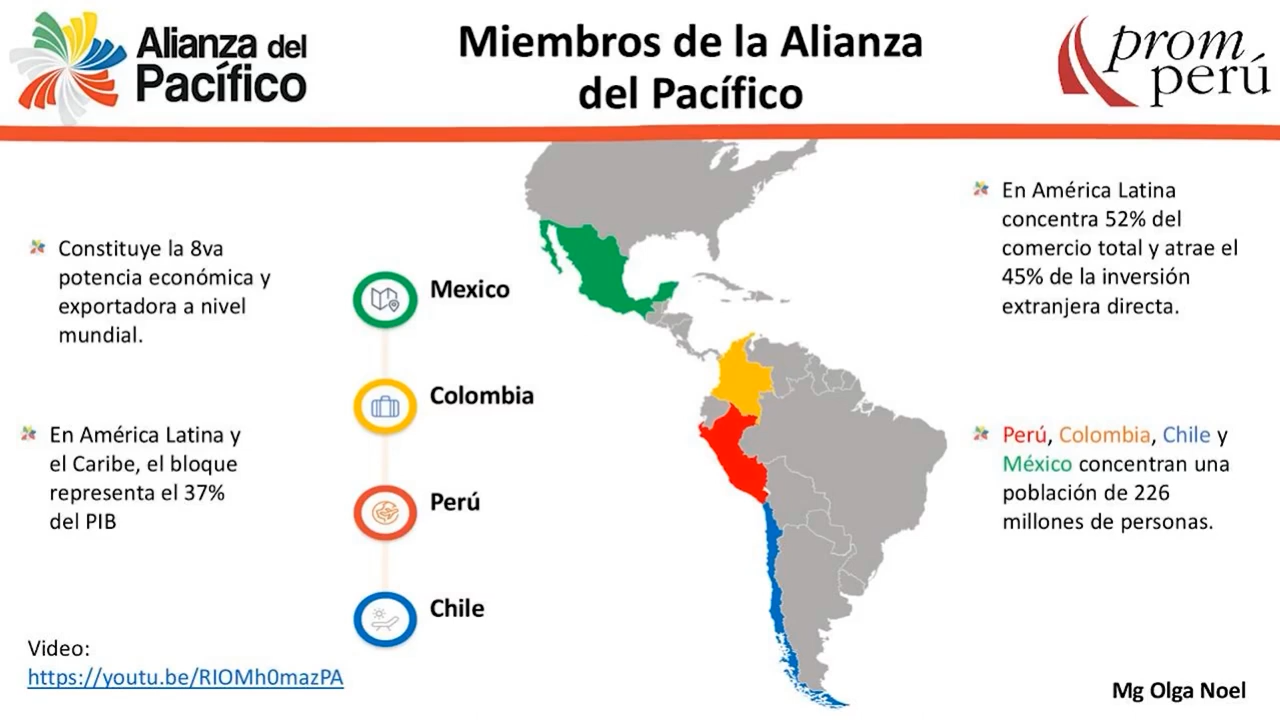 Alianza del
Pacífico
Miembros de la Alianza
del Pacífico
prom
perú
Constituye la 8va
potencia económica y
exportadora a nivel
mundial.
En América Latina y
el Caribe, el bloque
representa el 37%
del PIB
Mexico
Colombia
Perú
Chile
En América Latina
concentra 52% del
comercio total y atrae el
45% de la inversión
extranjera directa.
Perú, Colombia, Chile y
México concentran una
población de 226
millones de personas.
Video:
https://youtu.be/RIOMh0mazPA
Mg Olga Noel